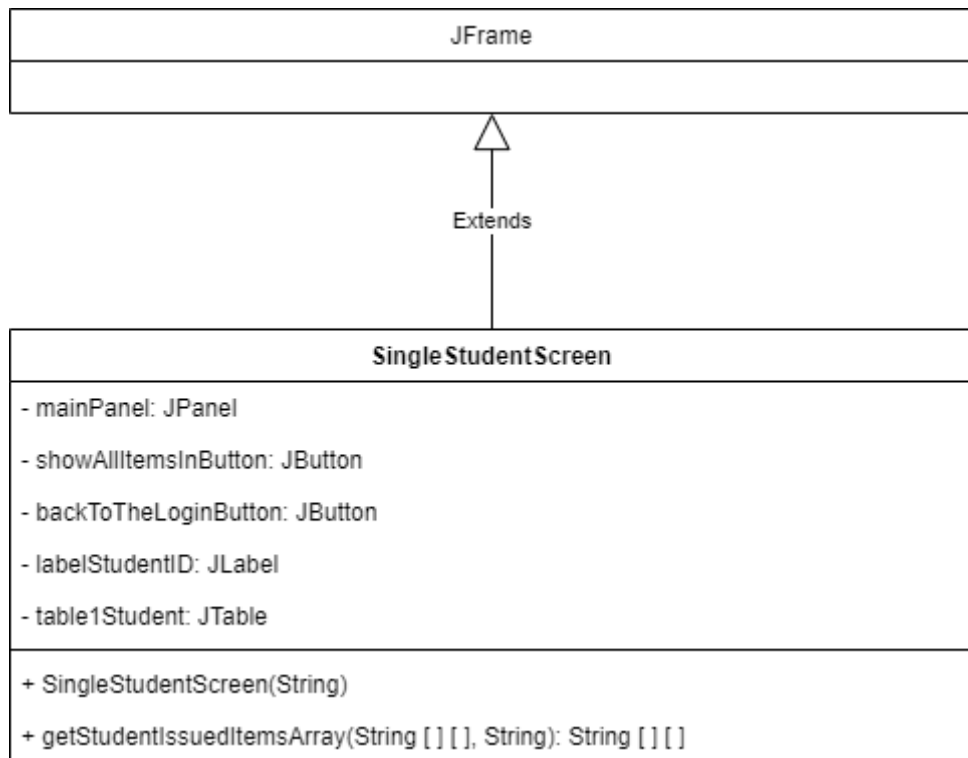 JFrame
Extends
SingleStudentScreen
- mainPanel: JPanel
- showAllItemsInButton: JButton
- backToTheLoginButton: JButton
- labelStudentID: JLabel
- table1Student: JTable
+ SingleStudentScreen(String)
+ getStudentIssuedItemsArray(String [ ] [ ], String): String [ ] [ ]